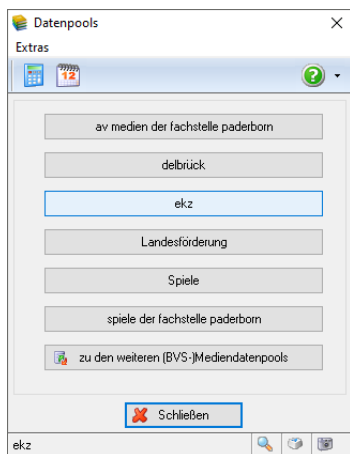 Datenpools
Extras
12
av medien der fachstelle paderborn
delbrück
ekz
Landesförderung
Spiele
spiele der fachstelle paderborn
zu den weiteren (BVS-)Mediendatenpools
Schließen
ekz